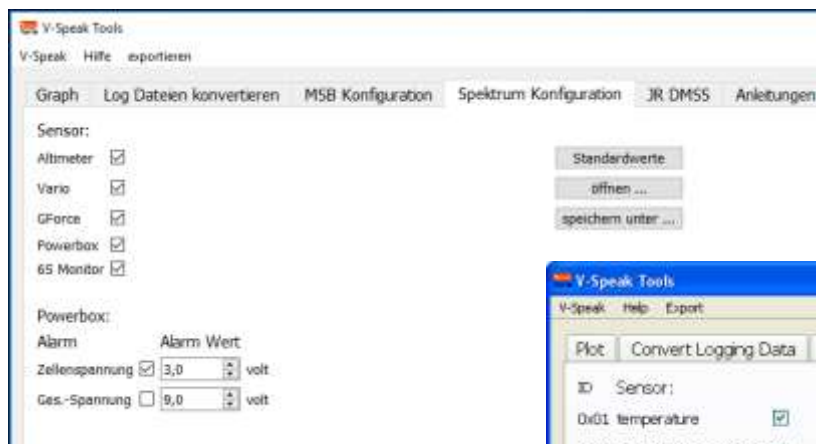 V-Speak Tools
V-Speak Hilfe exportieren
Graph Log Dateien konvertieren MSB Konfiguration Spektrum Konfiguration JR DMSS Anleitungen
Sensor:
Altimeter
Standardwerte
Vario
öffnen ...
GForce
speichern unter ...
Powerbox
6S Monitor
Powerbox:
Alarm Alarm Wert
Zellenspannung 3,0 volt
Ges.-Spannung 9,0 volt
V-Speak Tools
V-Speak Help Export
Plot Convert Logging Data
ID Sensor:
0x01 temperature